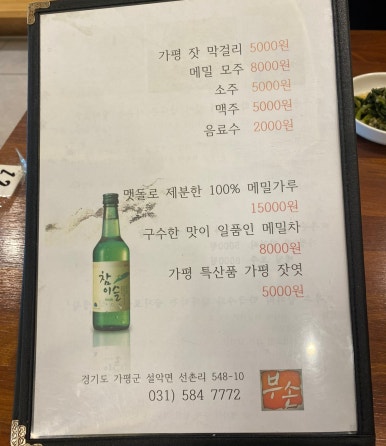 가평 잣 막걸리 5000원
메밀 모주 8000원
소주 5000원
맥주 5000원
음료수 2000원
맷돌로 제분한 100% 메밀가루
15000원
구수한 맛이 일품인 메밀차
8000원
가평 특산품 가평 잣엿
5000원
참
이슬
경기도 가평군 설악면 선촌리 548-10
031) 584 7772
부손
12